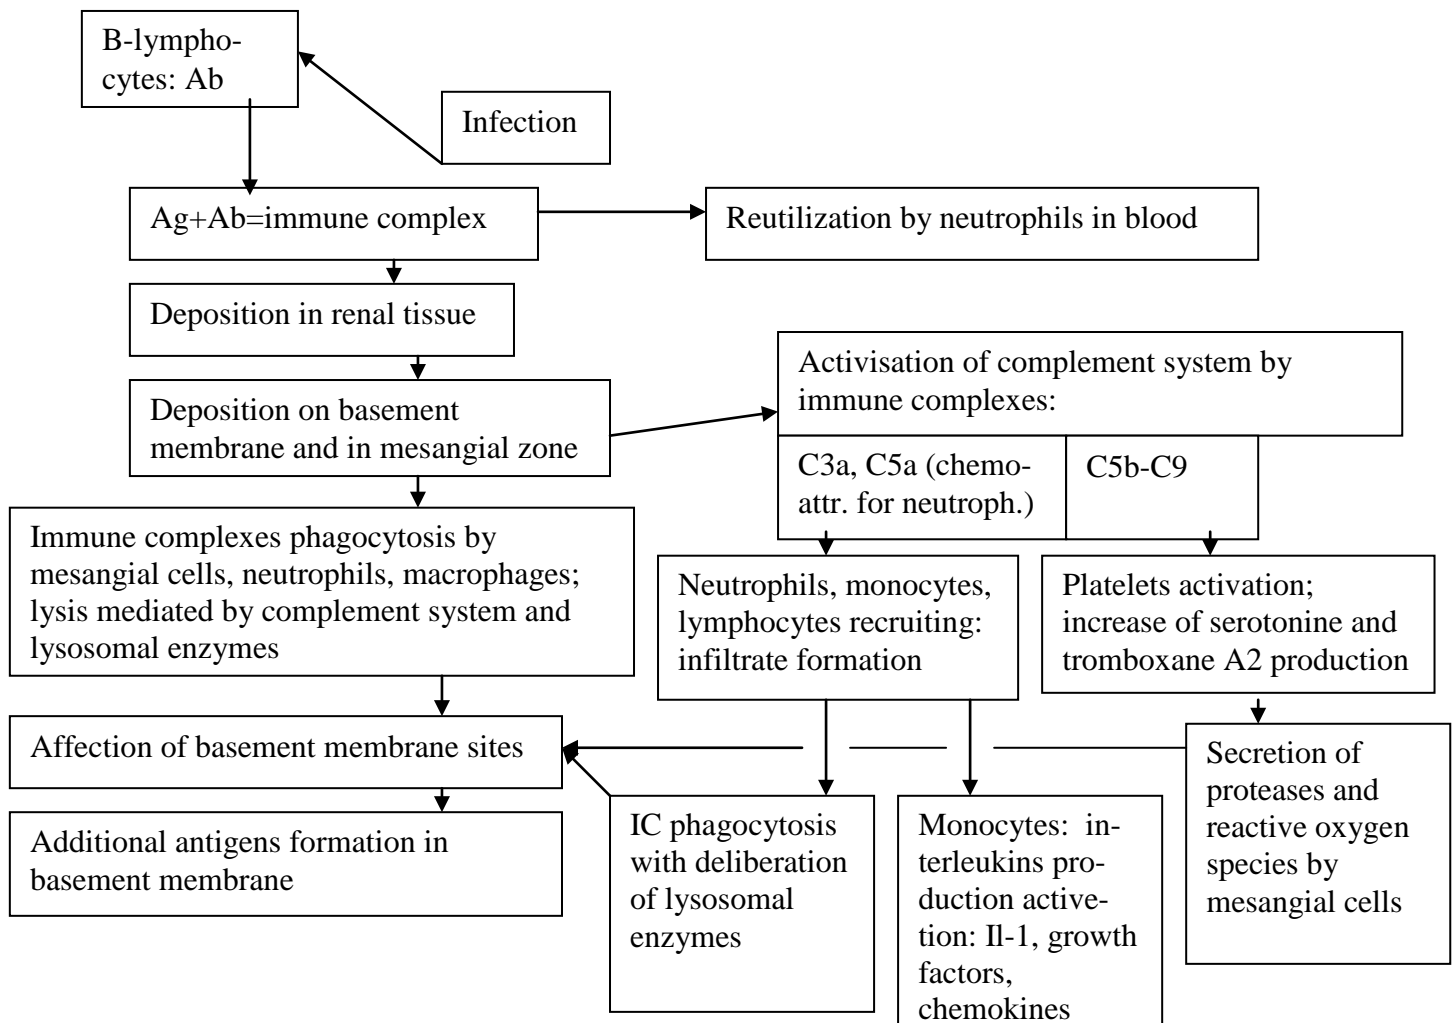 B-lympho-
cytes: Ab
Infection
Ag+Ab=immune complex
Reutilization by neutrophils in blood
Deposition in renal tissue
Deposition on basement
membrane and in mesangial zone
Activisation of complement system by
immune complexes:
C3a, C5a (chemo-
attr. for neutroph.)
C5b-C9
Immune complexes phagocytosis by
mesangial cells, neutrophils, macrophages;
lysis mediated by complement system and
lysosomal enzymes
Neutrophils, monocytes,
lymphocytes recruiting:
infiltrate formation
Platelets activation;
increase of serotonine and
tromboxane A2 production
Affection of basement membrane sites
Additional antigens formation in
basement membrane
IC phagocytosis
with deliberation
of lysosomal
enzymes
Monocytes:  in-
terleukins pro-
duction active-
tion: Il-1, growth
factors,
chemokines
Secretion of
proteases and
reactive oxygen
species by
mesangial cells